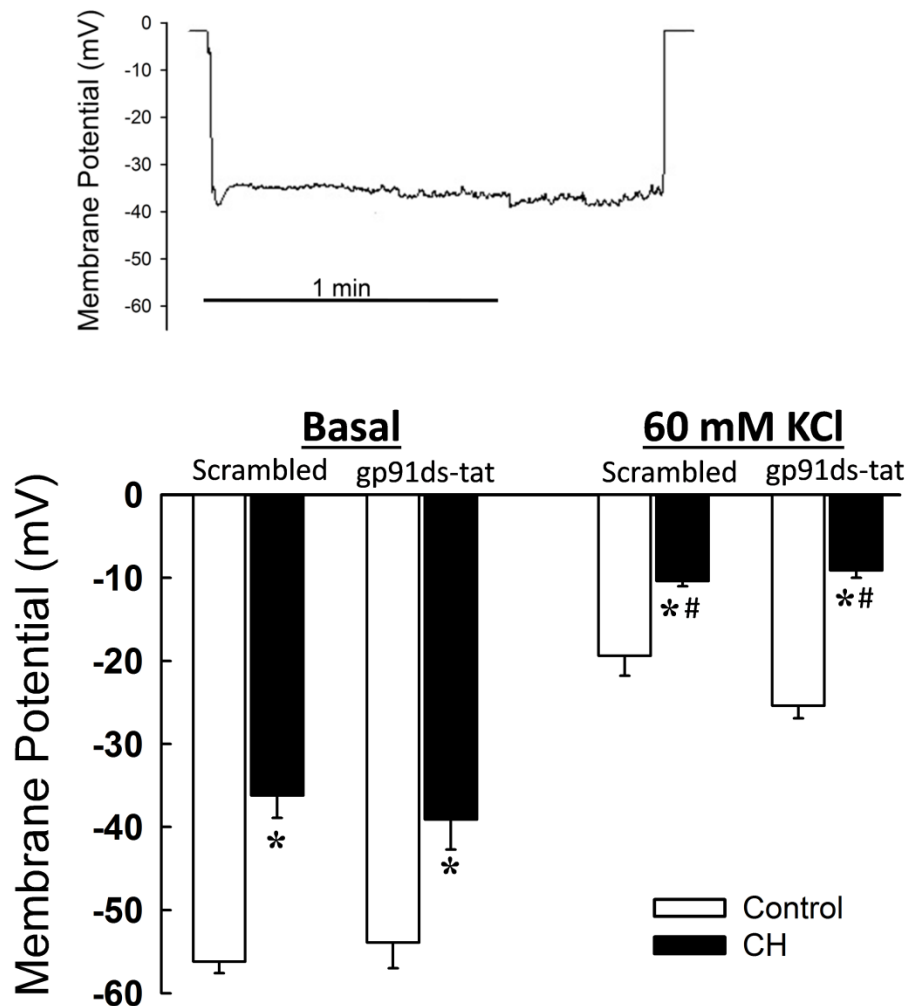 Membrane Potential (mV)
0
-10
-20
-30
-40
-50
-60
1 min
Basal
60 mM KCl
Scrambled
gp91ds-tat
Scrambled
gp91ds-tat
Membrane Potential (mV)
0
-10
-20
-30
-40
-50
-60
*
*
*#
*#
Control
CH